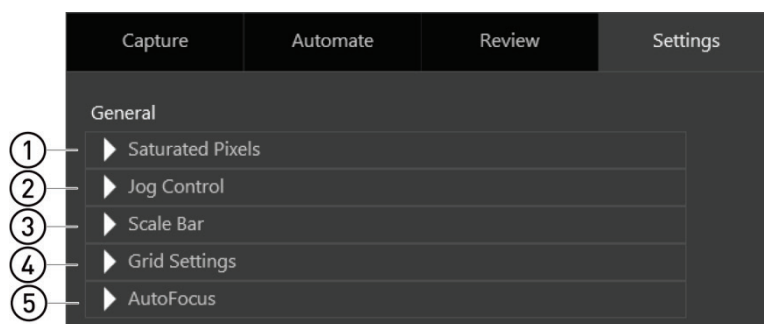 Capture Automate Review Settings
General
1 Saturated Pixels
2 Jog Control
3 Scale Bar
4 Grid Settings
5 AutoFocus